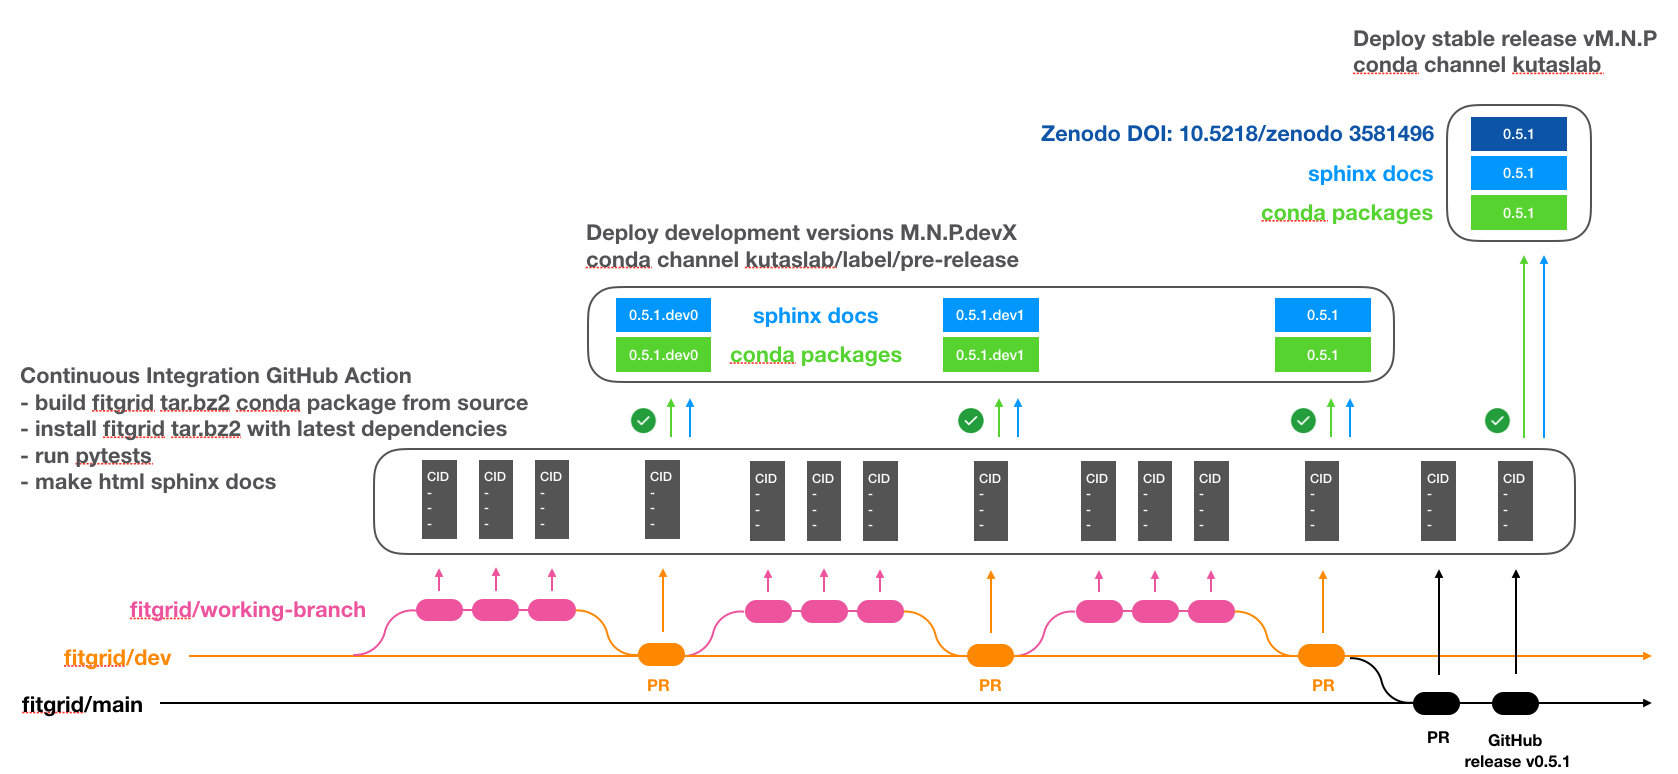 Deploy stable release vM.N.P
conda channel kutaslab
Zenodo DOI: 10.5218/zenodo 3581496
0.5.1
sphinx docs
0.5.1
conda packages
0.5.1
Deploy development versions M.N.P.devX
conda channel kutaslab/label/pre-release
0.5.1.dev0
sphinx docs
0.5.1.dev1
0.5.1
0.5.1.dev0
conda packages
0.5.1.dev1
0.5.1
Continuous Integration GitHub Action
- build fitgrid tar.bz2 conda package from source
- install fitgrid tar.bz2 with latest dependencies
- run pytests
- make html sphinx docs
CID
-
-
-
CID
-
-
-
CID
-
-
-
CID
-
-
-
CID
-
-
-
CID
-
-
-
CID
-
-
-
CID
-
-
-
CID
-
-
-
CID
-
-
-
CID
-
-
-
CID
-
-
-
CID
-
-
-
CID
-
-
-
fitgrid/working-branch
fitgrid/dev
PR
PR
PR
fitgrid/main
PR
GitHub
release v0.5.1